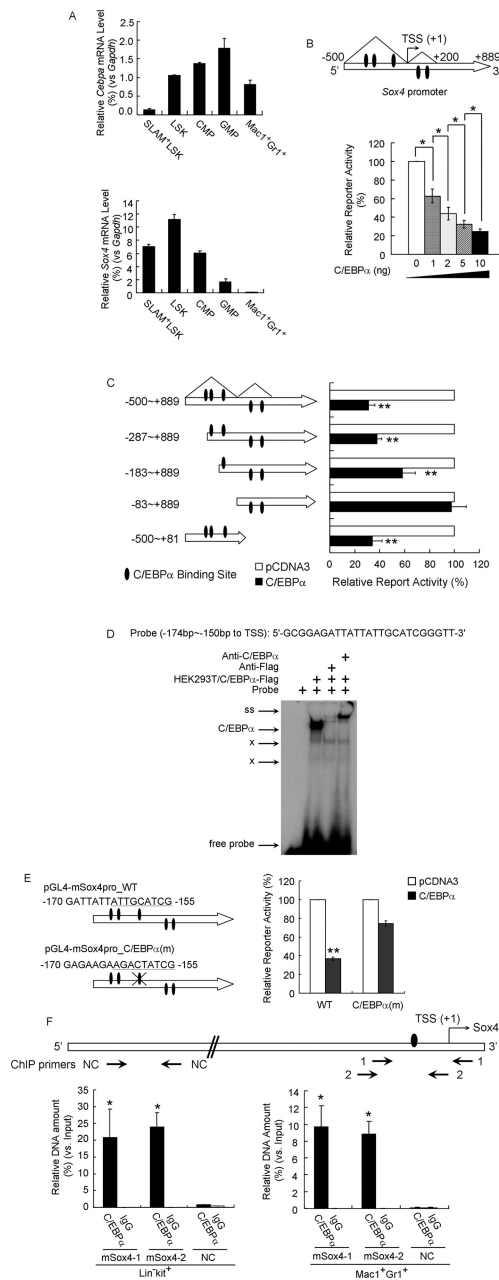 A
Relative Cebpa mRNA Level
(%) (vs Gapdh)
2.5
2.0
1.5
1.0
0.5
0.0
SLAM+LSK
LSK
CMP
GMP
Mac1+Gr1+
Relative Sox4 mRNA Level
(%) (vs Gapdh)
14
12
10
8
6
4
2
0
SLAM+LSK
LSK
CMP
GMP
Mac1+Gr1+
B
TSS (+1)
-500
+200
+889
5'
3'
Sox4 promoter
Relative Reporter Activity
(%)
120
100
80
60
40
20
0
*
*
*
*
0 1 2 5 10
C/EBPα (ng)
C
-500~+889
-287~+889
-183~+889
-83~+889
-500~+81
**
**
**
**
C/EBPα Binding Site
pCDNA3
C/EBPα
0 20 40 60 80 100 120
Relative Report Activity (%)
D
Probe (-174bp~-150bp to TSS): 5'-GCGGAGATTATTATTGCATCGGGTT-3'
Anti-C/EBPα
+
Anti-Flag
+
HEK293T/C/EBPα-Flag
+ + +
Probe
+ + + +
ss
C/EBPα
x
x
free probe
E
pGL4-mSox4pro_WT
-170 GATTATTATTGCATCG -155
pGL4-mSox4pro_C/EBPα(m)
-170 GAGAAGAAGACTATCG -155
Relative Reporter Activity (%)
120
100
80
60
40
20
0
**
WT
C/EBPα(m)
pCDNA3
C/EBPα
F
TSS (+1)
Sox4
5'
3'
ChIP primers
NC
NC
1
1
2
2
Relative DNA amount
(%) (vs. Input)
35
30
25
20
15
10
5
0
*
*
C/EBPα
IgG
C/EBPα
IgG
C/EBPα
IgG
mSox4-1
mSox4-2
NC
Lin-kit+
Relative DNA Amount
(%) (vs. Input)
14
12
10
8
6
4
2
0
*
*
C/EBPα
IgG
C/EBPα
IgG
C/EBPα
IgG
mSox4-1
mSox4-2
NC
Mac1+Gr1+